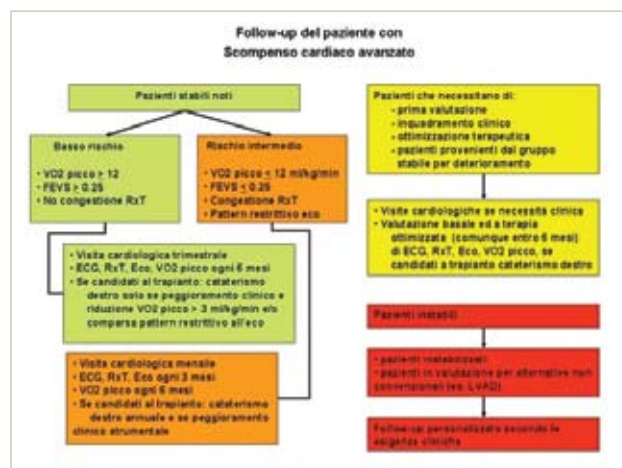 Follow-up del paziente con
Scompenso cardiaco avanzato
Pazienti stabili noti
Basso rischio
• VO2 picco > 12
• FEVS > 0.25
• No congestione RxT
Rischio intermedio
• VO2 picco < 12 ml/kg/min
• FEVS < 0.25
• Congestione RxT
• Pattern restrittivo eco
• Visita cardiologica trimestrale
• ECG, RxT, Eco, VO2 picco ogni 6 mesi
• Se candidati al trapianto: cataterismo
destro solo se peggioramento clinico e
riduzione VO2 picco > 3 ml/kg/min e/o
comparsa pattern restrittivo all'eco
• Visita cardiologica mensile
• ECG, RxT, Eco ogni 3 mesi
• VO2 picco ogni 6 mesi
• Se candidati al trapianto: cataterismo
destro annuale e se peggioramento
clinico strumentale
Pazienti che necessitano di:
- prima valutazione
- inquadramento clinico
- ottimizzazione terapeutica
- pazienti provenienti dal gruppo
stabile per deterioramento
• Visite cardiologiche se necessità clinica
• Valutazione basale ed a terapia
ottimizzata (comunque entro 6 mesi)
di ECG, RxT, Eco, VO2 picco, se
candidati a trapianto cataterismo destro
Pazienti instabili
• pazienti instabilizzati
• pazienti in valutazione per alternative non
convenzionali (es. LVAD)
Follow-up personalizzato secondo le
esigenze cliniche